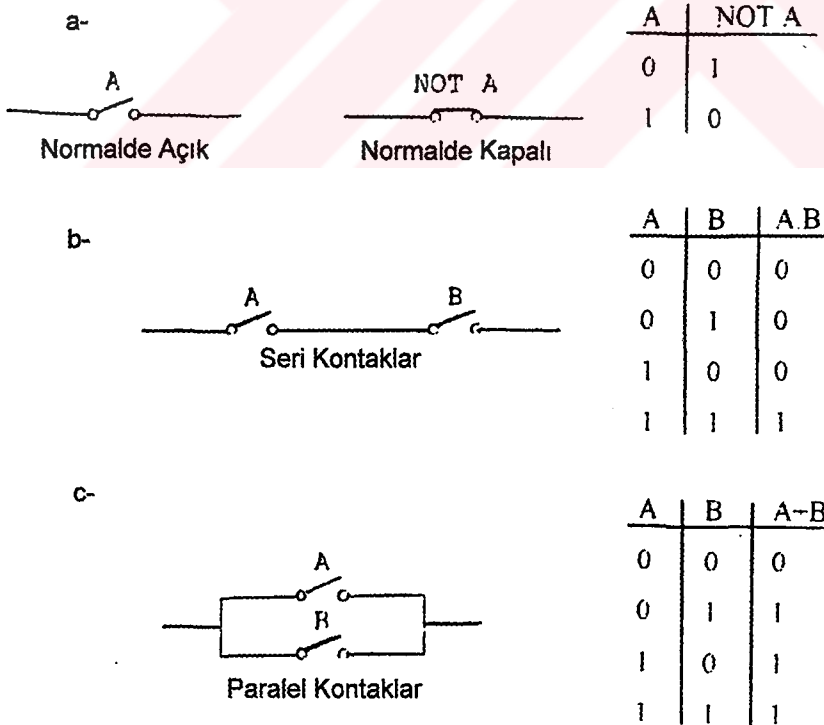 a-
A | NOT A
0 | 1
1 | 0
A
NOT A
Normalde Açık
Normalde Kapalı
b-
A | B | A.B
0 | 0 | 0
0 | 1 | 0
1 | 0 | 0
1 | 1 | 1
A
B
Seri Kontaklar
c-
A | B | A+B
0 | 0 | 0
0 | 1 | 1
1 | 0 | 1
1 | 1 | 1
A
B
Paralel Kontaklar